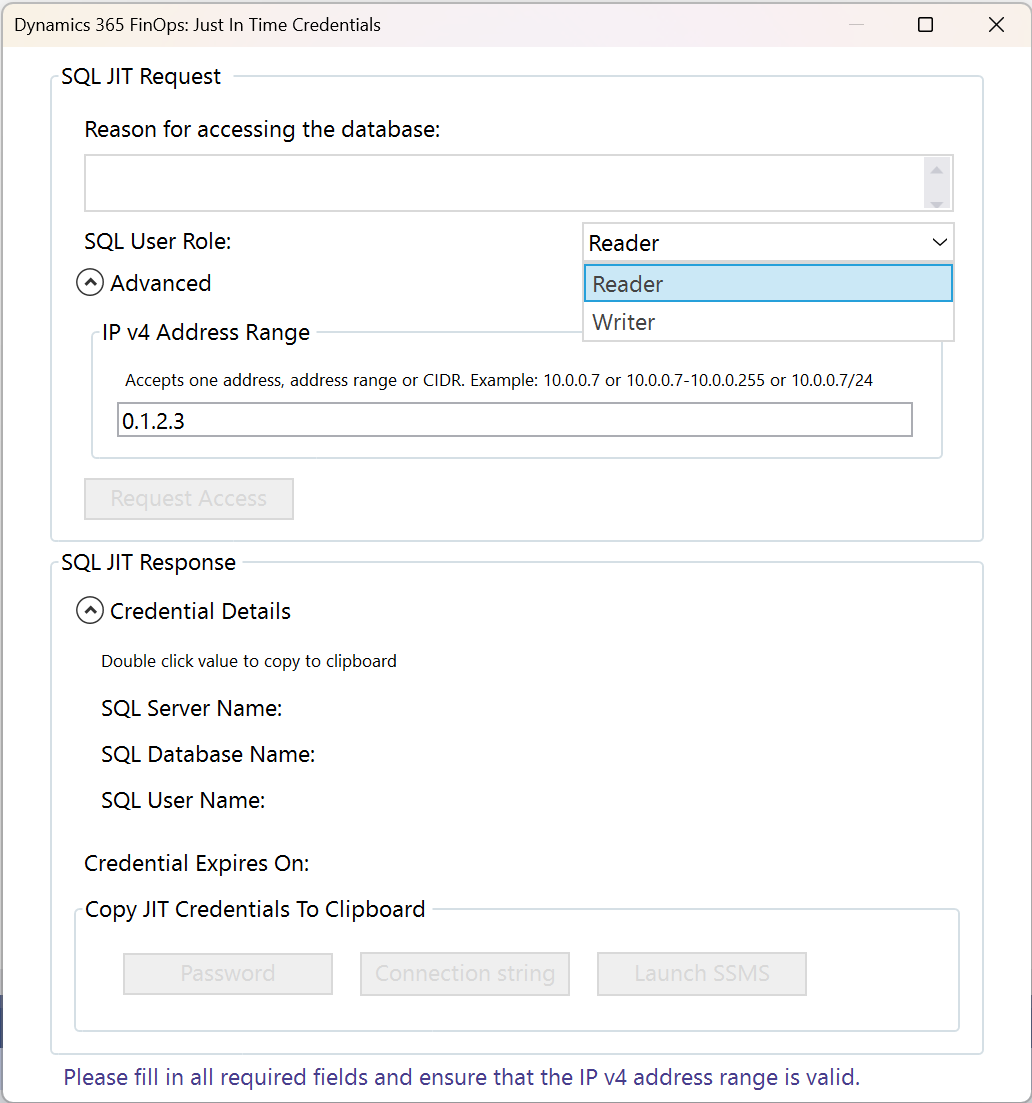 Dynamics 365 FinOps: Just In Time Credentials
SQL JIT Request
Reason for accessing the database:
SQL User Role:
Reader
Reader
Writer
Advanced
IP v4 Address Range
Accepts one address, address range or CIDR. Example: 10.0.0.7 or 10.0.0.7-10.0.0.255 or 10.0.0.7/24
0.1.2.3
Request Access
SQL JIT Response
Credential Details
Double click value to copy to clipboard
SQL Server Name:
SQL Database Name:
SQL User Name:
Credential Expires On:
Copy JIT Credentials To Clipboard
Password
Connection string
Launch SSMS
Please fill in all required fields and ensure that the IP v4 address range is valid.